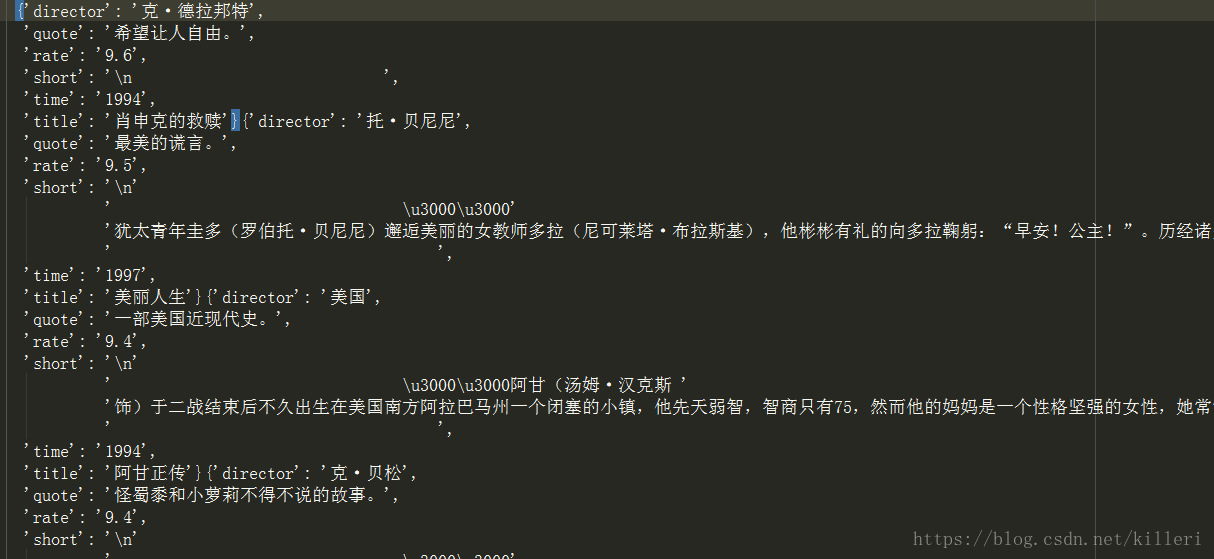 {'director': '克·德拉邦特',
'quote': '希望让人自由。',
'rate': '9.6',
'short': '\n                            ',
'time': '1994',
'title': '肖申克的救赎'}{'director': '托·贝尼尼',
'quote': '最美的谎言。',
'rate': '9.5',
'short': '\n'
'                                \u3000\u3000'
'犹太青年圭多（罗伯托·贝尼尼）邂逅美丽的女教师多拉（尼可莱塔·布拉斯基），他彬彬有礼的向多拉鞠躬：“早安！公主！”。历经诸
'                                    ',
'time': '1997',
'title': '美丽人生'}{'director': '美国',
'quote': '一部美国近现代史。',
'rate': '9.4',
'short': '\n'
'                                \u3000\u3000阿甘（汤姆·汉克斯 '
'饰）于二战结束后不久出生在美国南方阿拉巴马州一个闭塞的小镇，他先天弱智，智商只有75，然而他的妈妈是一个性格坚强的女性，她常
'                                    ',
'time': '1994',
'title': '阿甘正传'}{'director': '克·贝松',
'quote': '怪蜀黍和小萝莉不得不说的故事。',
'rate': '9.4',
'short': '\n'
https://blog.csdn.net/killeri